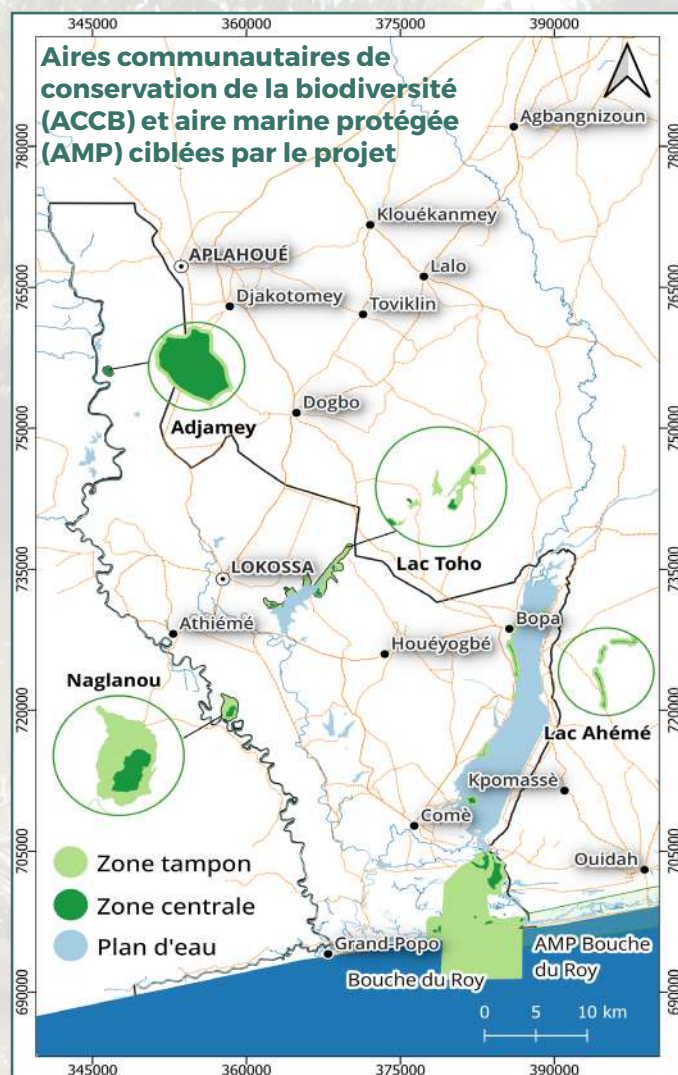 345000 360000 375000 390000
Aires communautaires de
conservation de la biodiversité
(ACCB) et aire marine protégée
(AMP) ciblées par le projet
Agbangnizoun
780000 780000
Klouékanmey
APLAHOUÉ
Lalo
765000 765000
Djakotomey
Toviklin
Dogbo
Adjamey
750000 750000
Lac Toho
LOKOSSA
735000 735000
Athiémé
Bopa
Houéyogbé
Naglanou
720000 720000
Lac Ahémé
Kpomassè
Comè
Zone tampon
705000 705000
Ouidah
Zone centrale
Plan d'eau
Grand-Popo
AMP Bouche
du Roy
Bouche du Roy
690000 690000
0 5 10 km
345000 360000 375000 390000